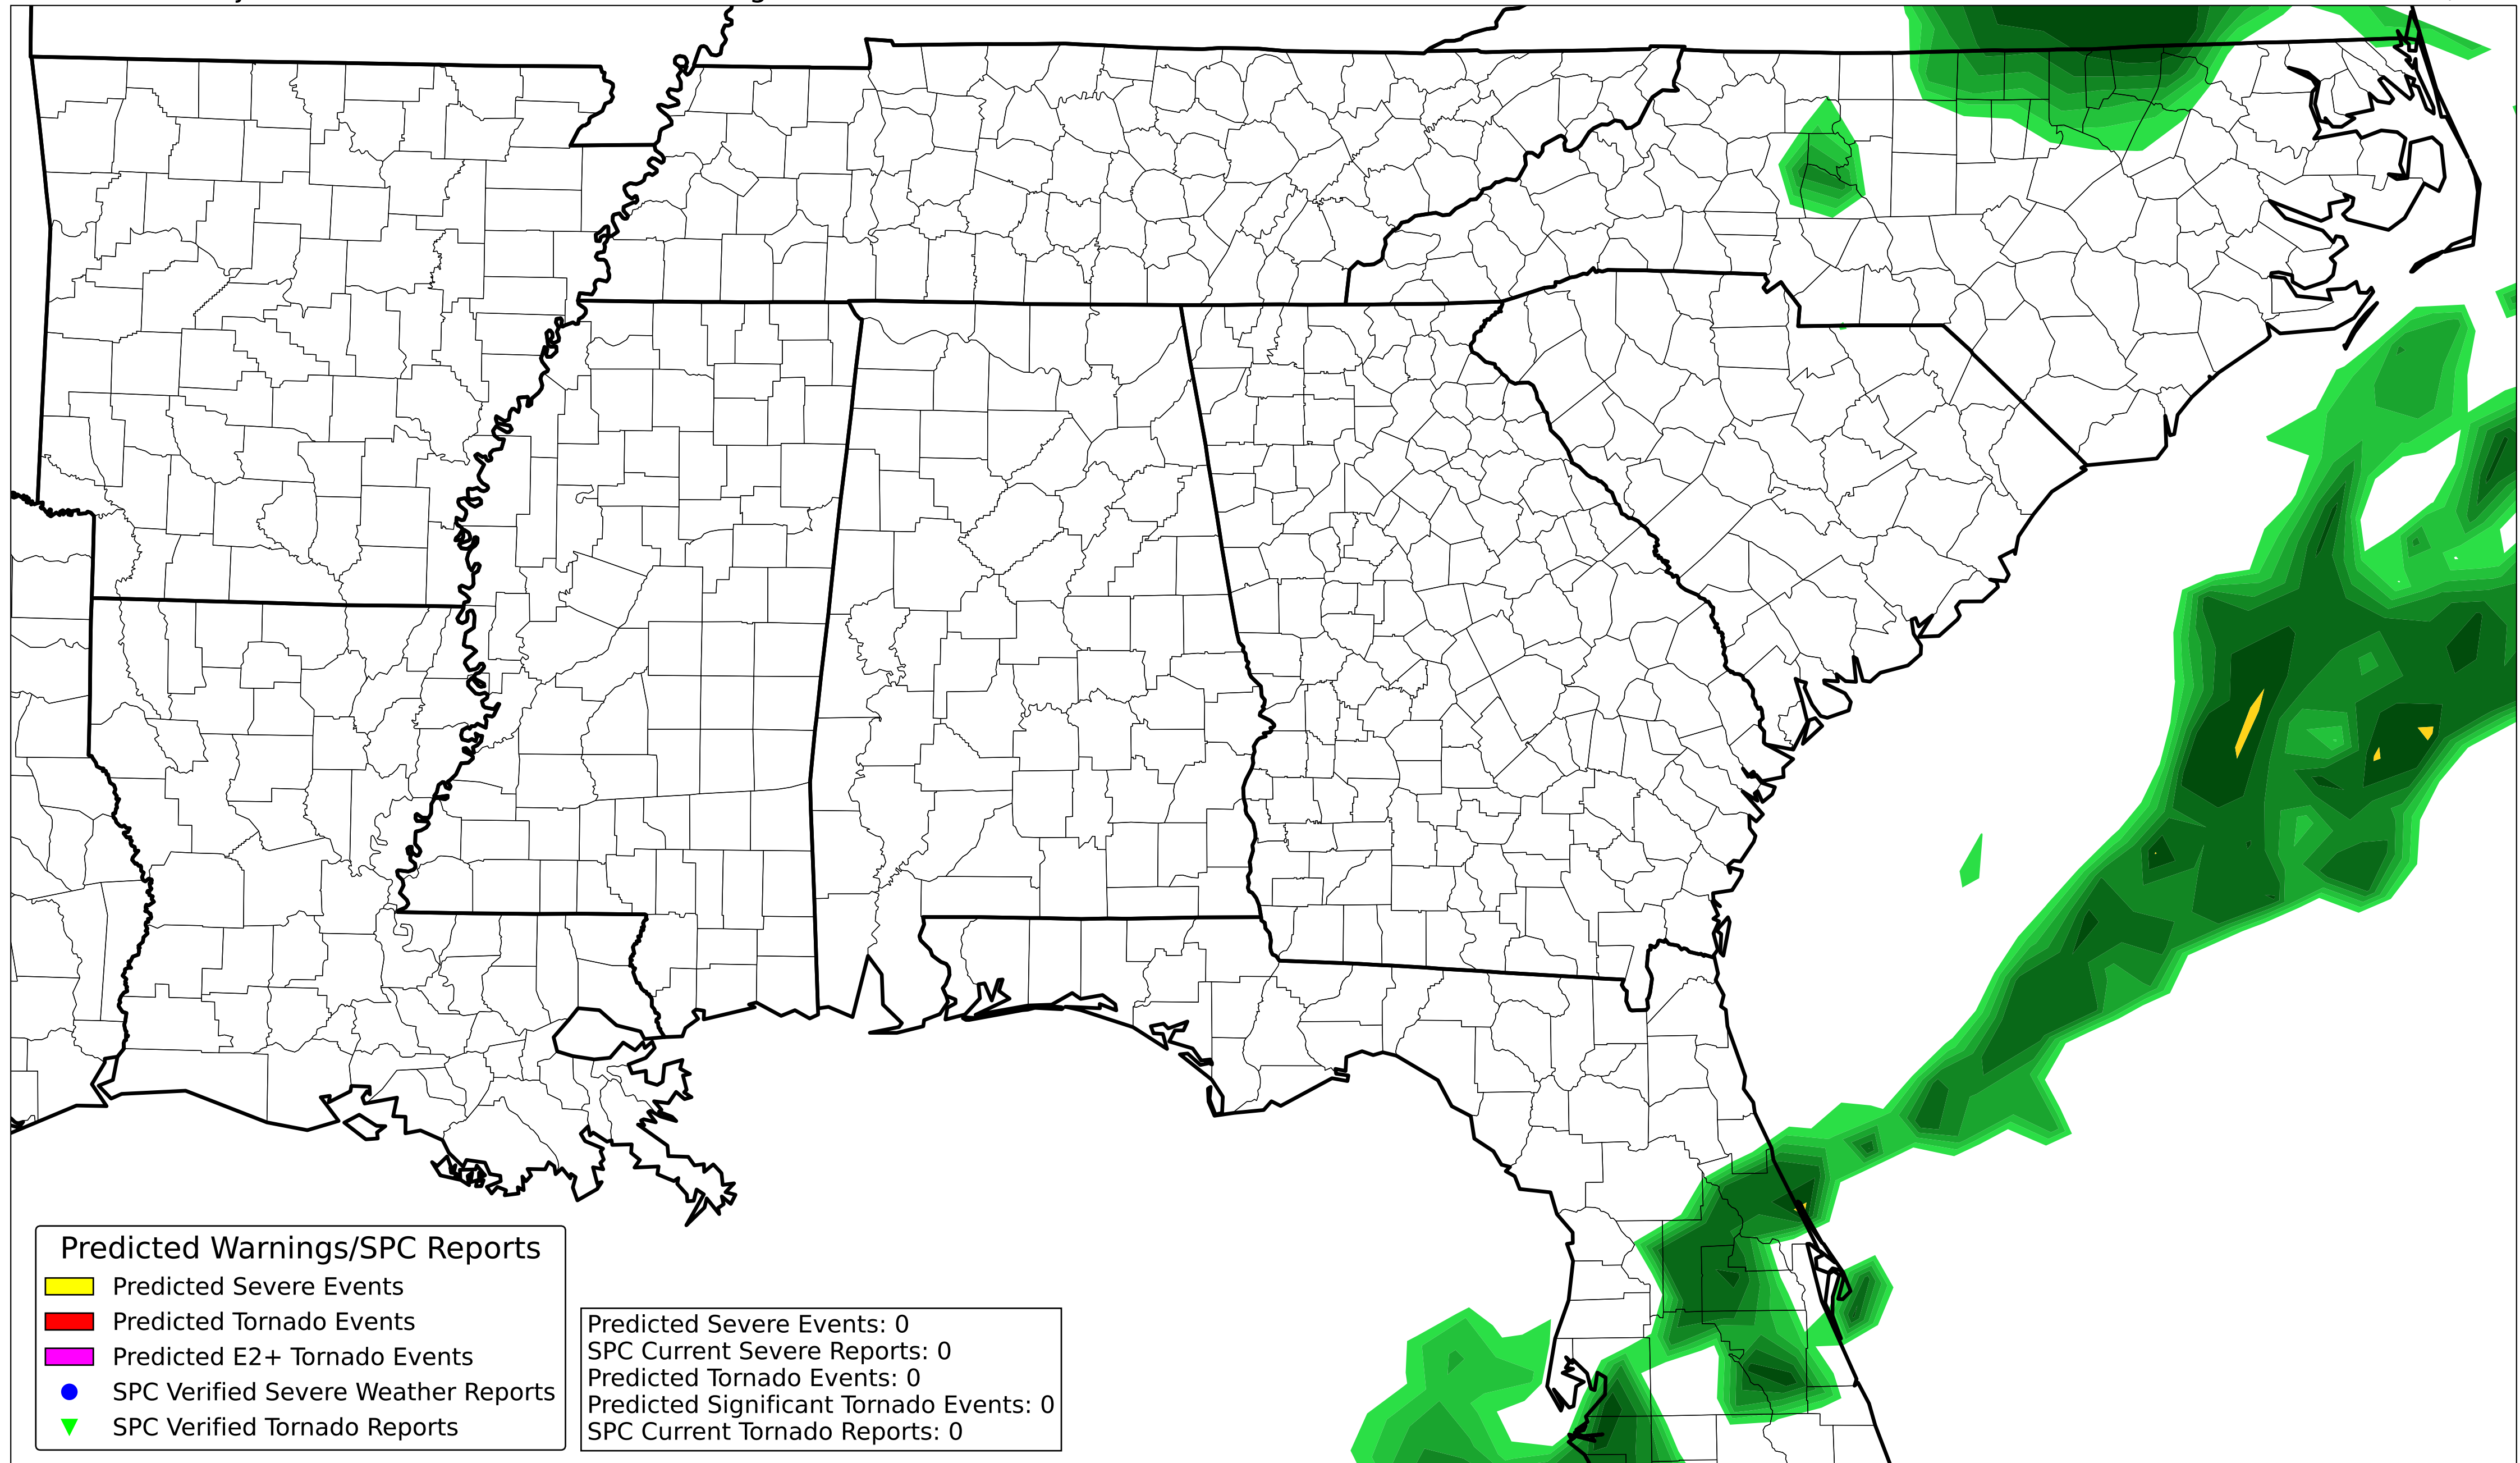 Predicted Warnings/SPC Reports
Predicted Severe Events
Predicted Tornado Events
Predicted E2+ Tornado Events
SPC Verified Severe Weather Reports
SPC Verified Tornado Reports
Predicted Severe Events: 0
SPC Current Severe Reports: 0
Predicted Tornado Events: 0
Predicted Significant Tornado Events: 0
SPC Current Tornado Reports: 0